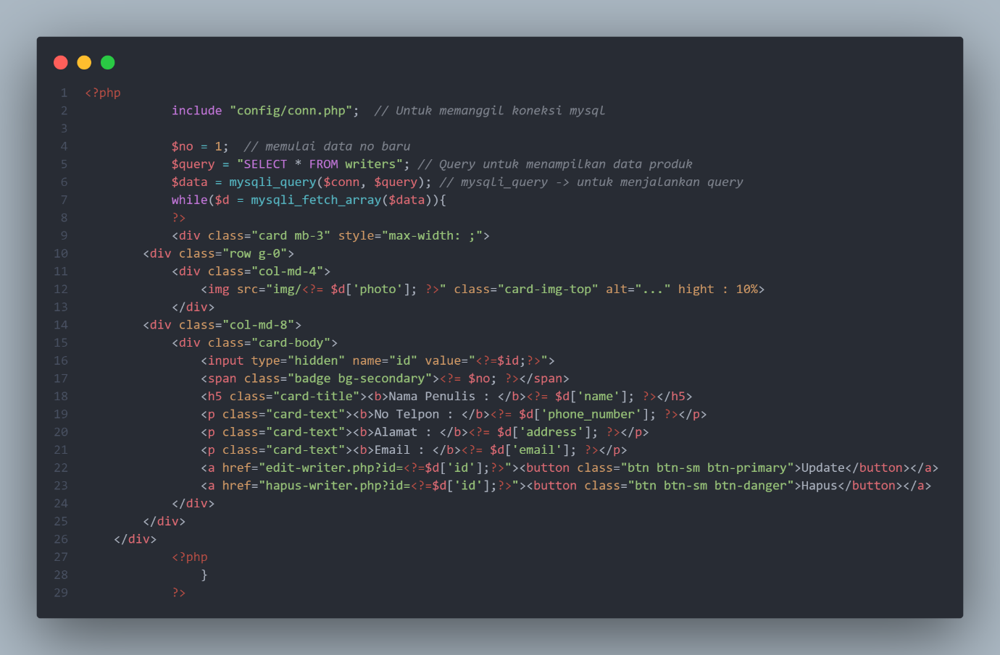 1 <?php
2 include "config/conn.php";  // Untuk memanggil koneksi mysql
3
4 $no = 1;  // memulai data no baru
5 $query = "SELECT * FROM writers"; // Query untuk menampilkan data produk
6 $data = mysqli_query($conn, $query); // mysqli_query -> untuk menjalankan query
7 while($d = mysqli_fetch_array($data)){
8 ?>
9 <div class="card mb-3" style="max-width: ;">
10 <div class="row g-0">
11 <div class="col-md-4">
12 <img src="img/<?= $d['photo']; ?>" class="card-img-top" alt="..." hight : 10%>
13 </div>
14 <div class="col-md-8">
15 <div class="card-body">
16 <input type="hidden" name="id" value="<?=$id;?>">
17 <span class="badge bg-secondary"><?= $no; ?></span>
18 <h5 class="card-title"><b>Nama Penulis : </b><?= $d['name']; ?></h5>
19 <p class="card-text"><b>No Telpon : </b><?= $d['phone_number']; ?></p>
20 <p class="card-text"><b>Alamat : </b><?= $d['address']; ?></p>
21 <p class="card-text"><b>Email : </b><?= $d['email']; ?></p>
22 <a href="edit-writer.php?id=<?=$d['id'];?>"><button class="btn btn-sm btn-primary">Update</button></a>
23 <a href="hapus-writer.php?id=<?=$d['id'];?>"><button class="btn btn-sm btn-danger">Hapus</button></a>
24 </div>
25 </div>
26 </div>
27 <?php
28 }
29 ?>